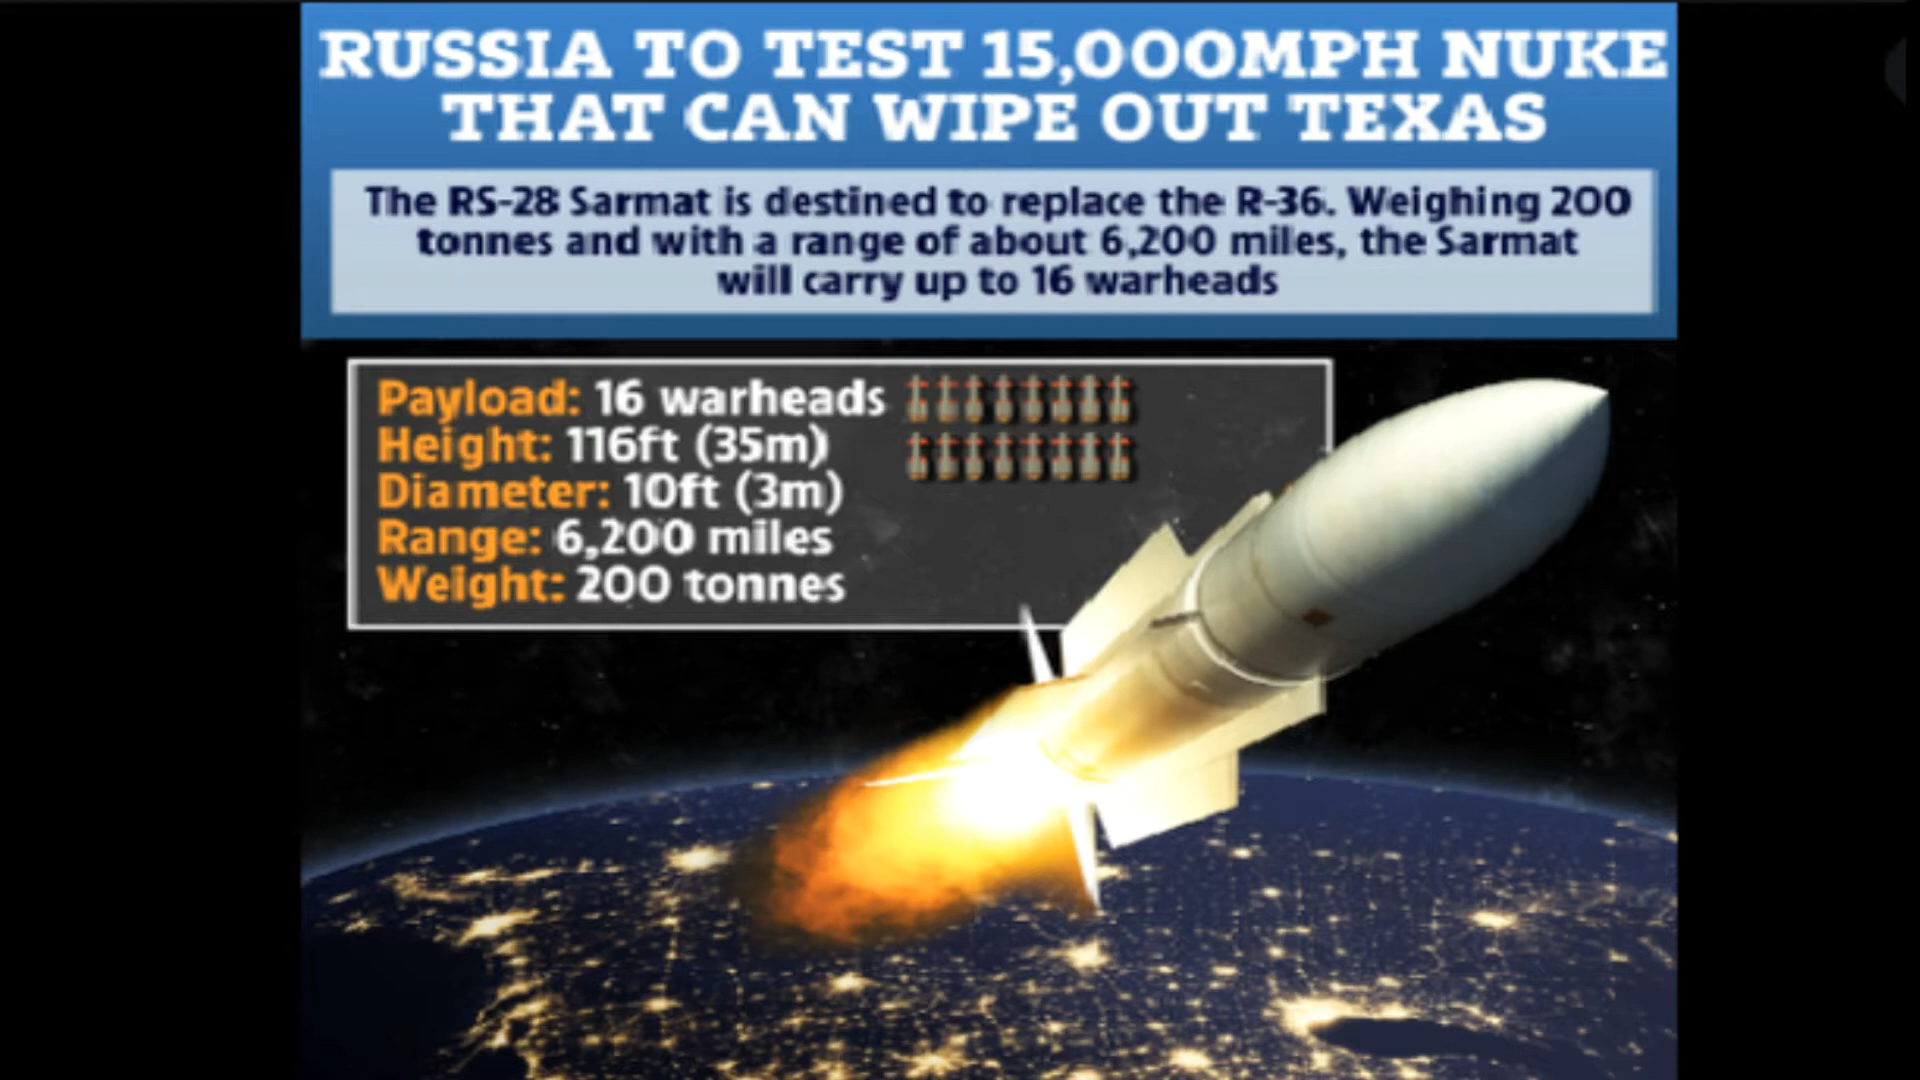 RUSSIA TO TEST 15,000MPH NUKE
THAT CAN WIPE OUT TEXAS
The RS-28 Sarmat is destined to replace the R-36. Weighing 200
tonnes and with a range of about 6,200 miles, the Sarmat
will carry up to 16 warheads
Payload: 16 warheads
Height: 116ft (35m)
Diameter: 10ft (3m)
Range: 6,200 miles
Weight: 200 tonnes